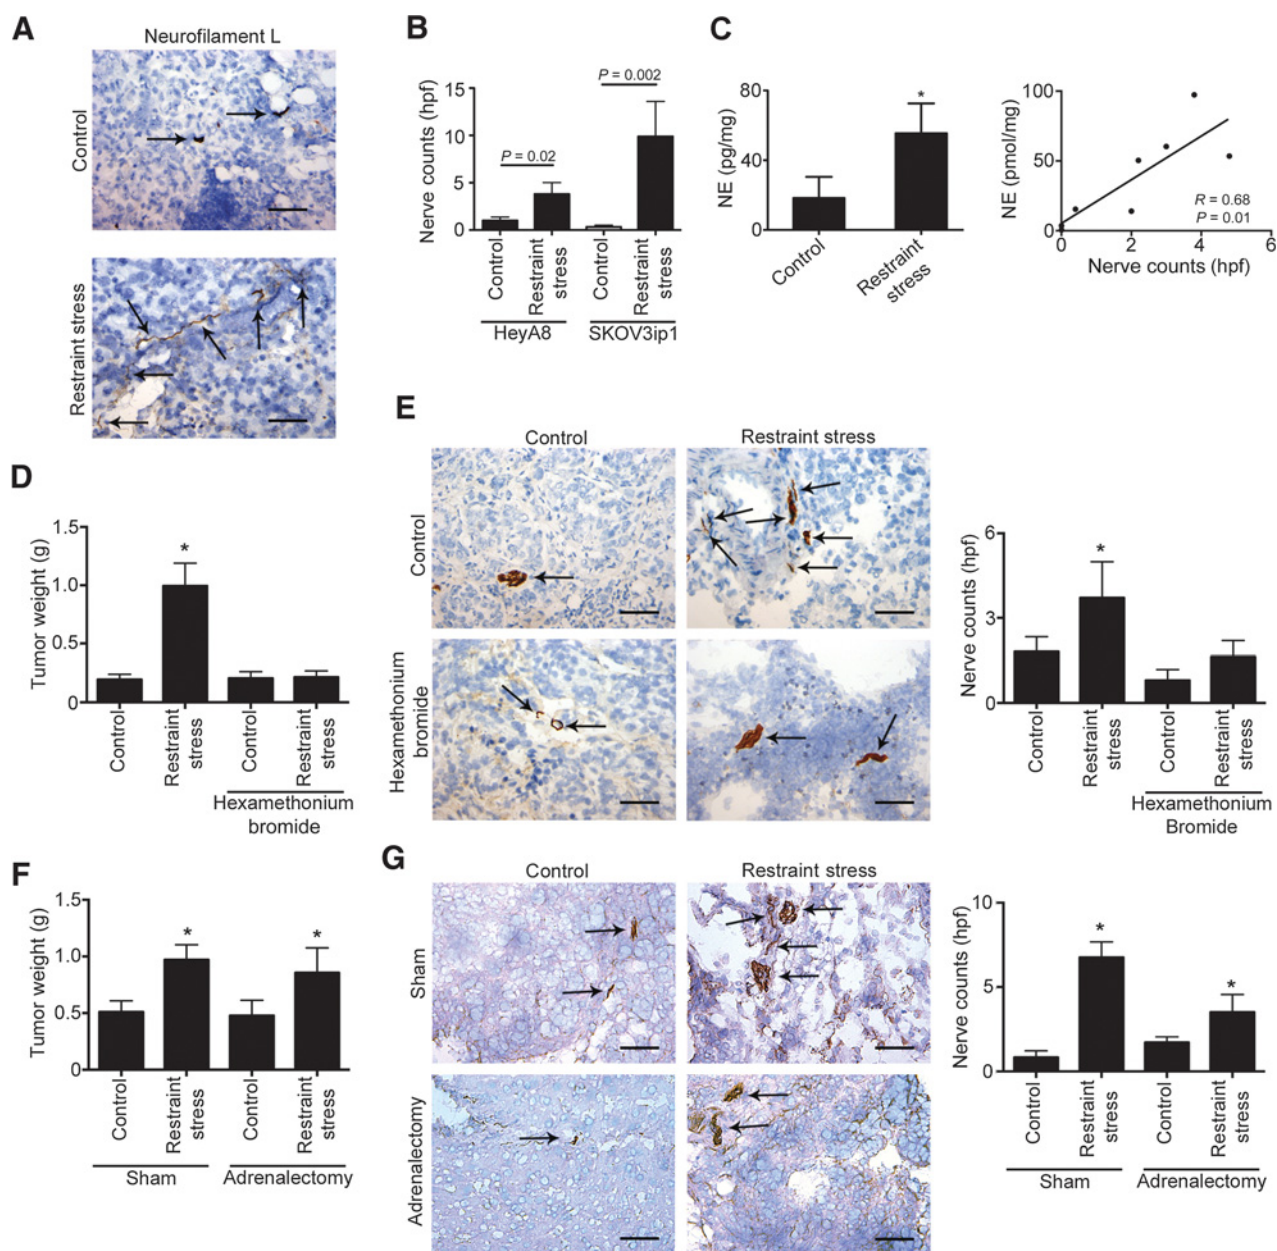 A
Neurofilament L
Control
Restraint stress
B
Nerve counts (hpf)
15
10
5
0
P = 0.02
P = 0.002
Control
Restraint
stress
Control
Restraint
stress
HeyA8
SKOV3ip1
C
NE (pg/mg)
80
40
0
*
Control
Restraint
stress
NE (pmol/mg)
100
50
0
R = 0.68
P = 0.01
0
2
4
6
Nerve counts (hpf)
D
Tumor weight (g)
1.5
1.0
0.5
0
*
Control
Restraint
stress
Control
Restraint
stress
Hexamethonium
bromide
E
Control
Restraint stress
Control
Hexamethonium
bromide
Nerve counts (hpf)
6
3
0
*
Control
Restraint
stress
Control
Restraint
stress
Hexamethonium
Bromide
F
Tumor weight (g)
1.5
1.0
0.5
0
*
*
Control
Restraint
stress
Control
Restraint
stress
Sham
Adrenalectomy
G
Control
Restraint stress
Sham
Adrenalectomy
Nerve counts (hpf)
10
5
0
*
*
Control
Restraint
stress
Control
Restraint
stress
Sham
Adrenalectomy